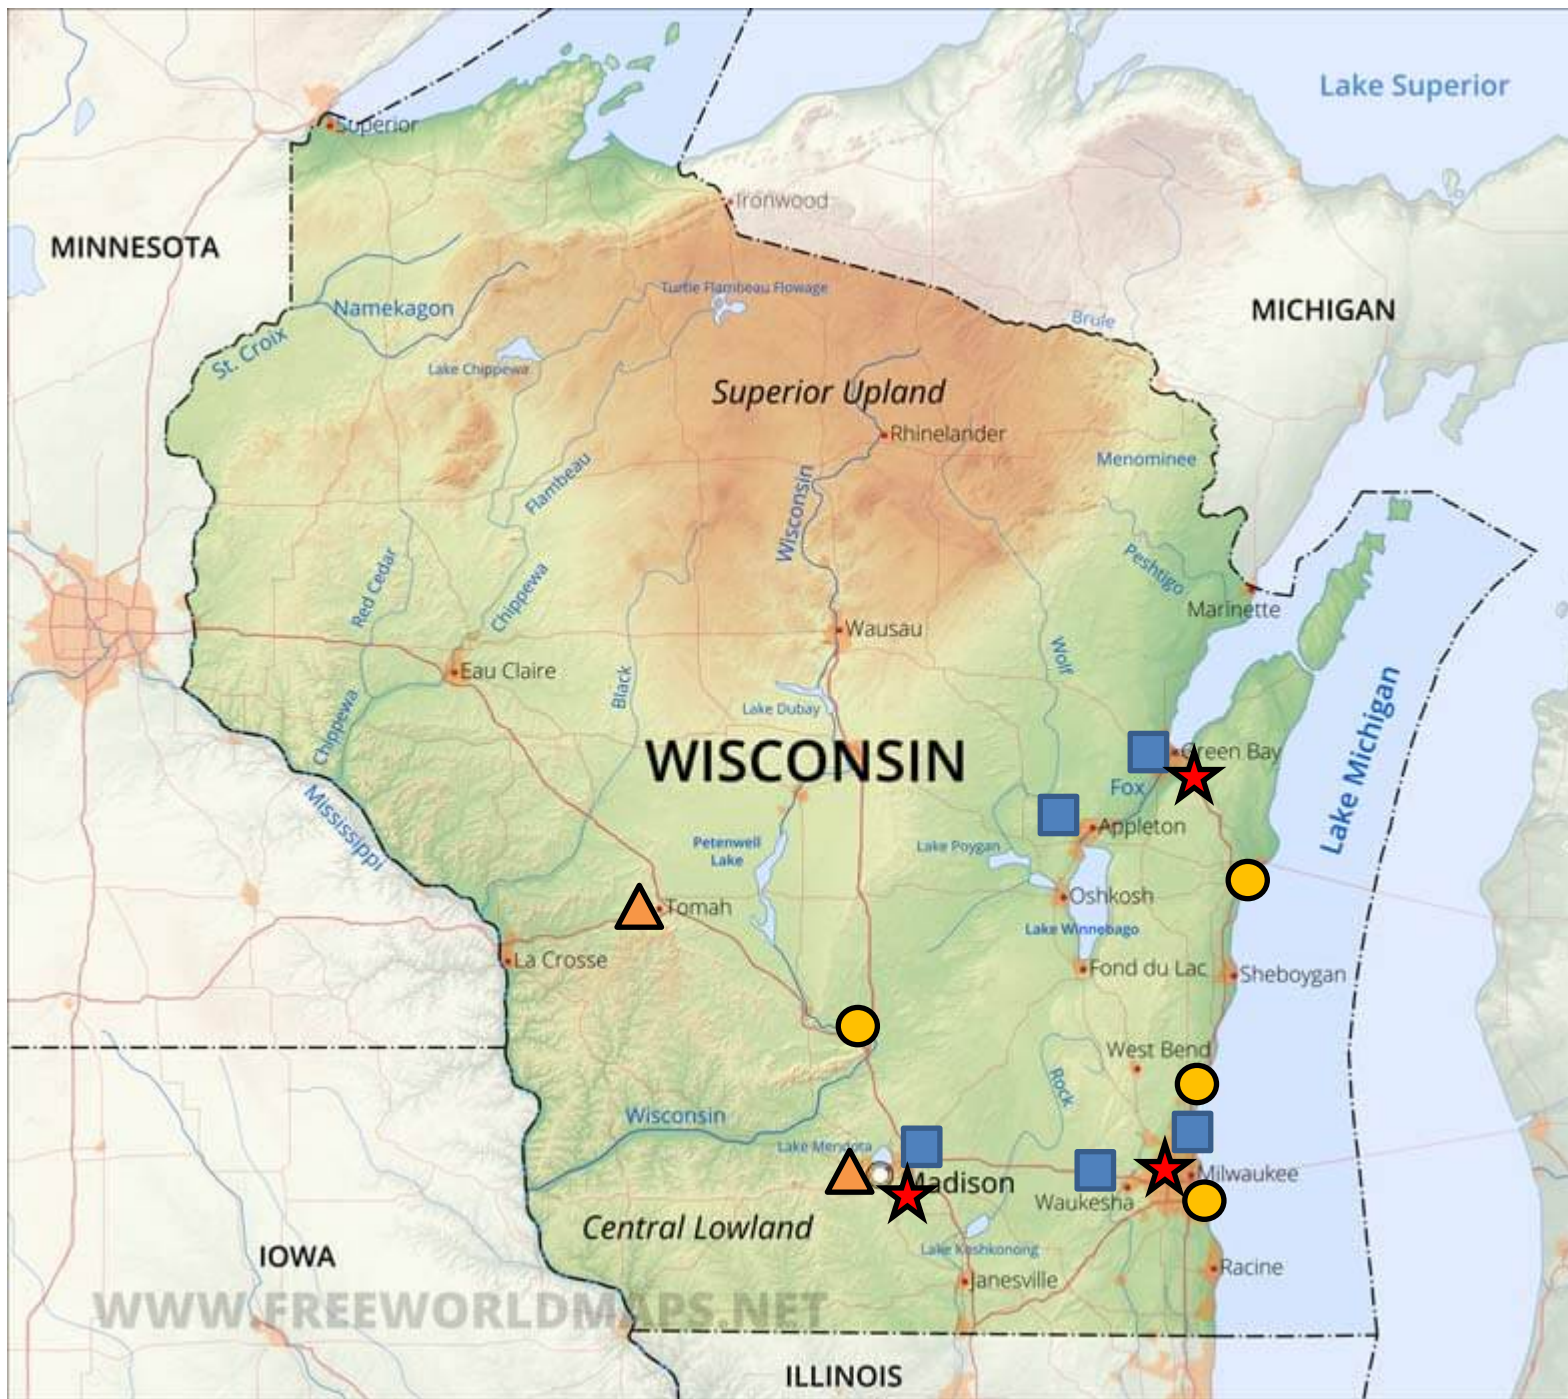 Lake Superior
Superior
Ironwood
MINNESOTA
Turtle Flambeau Flowage
Namekagon
MICHIGAN
Brule
St. Croix
Lake Chippewa
Superior Upland
Rhinelander
Menominee
Flambeau
Wisconsin
Peshtigo
Red Cedar
Chippewa
Marinette
Wausau
Wolf
Eau Claire
Black
Chippewa
Lake Dubay
Lake Michigan
WISCONSIN
Green Bay
Fox
Mississippi
Appleton
Petenwell
Lake
Lake Poygan
Oshkosh
Tomah
Lake Winnebago
La Crosse
Fond du Lac
Sheboygan
West Bend
Rock
Wisconsin
Lake Mendota
Madison
Milwaukee
Waukesha
Central Lowland
Lake Koshkonong
IOWA
Racine
Janesville
WWW.FREEWORLDMAPS.NET
ILLINOIS